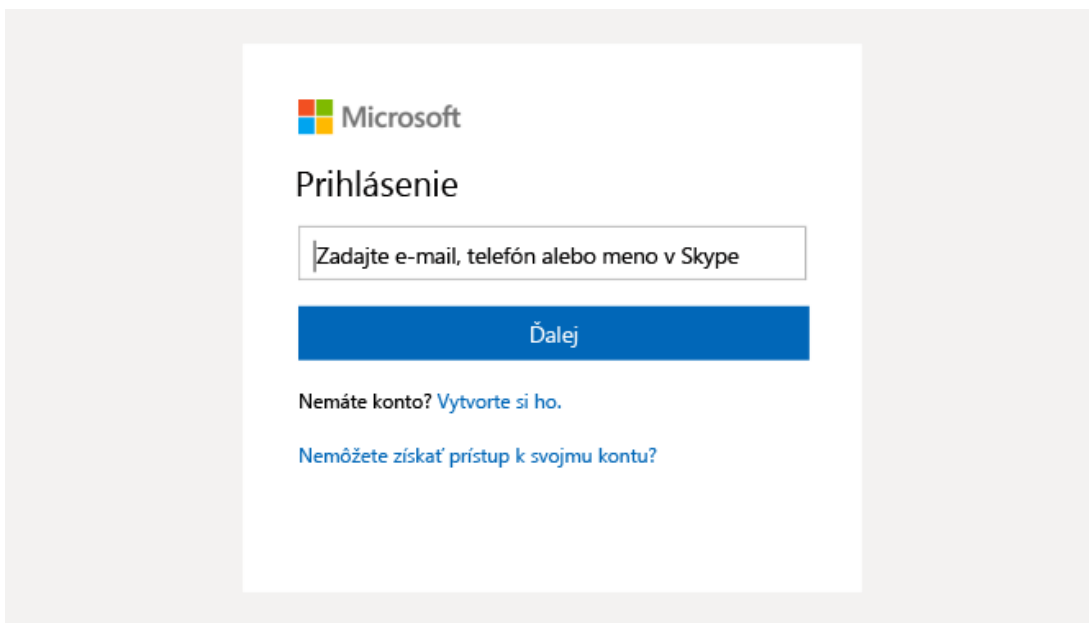 Microsoft
Prihlásenie
Zadajte e-mail, telefón alebo meno v Skype
Ďalej
Nemáte konto? Vytvorte si ho.
Nemôžete získať prístup k svojmu kontu?